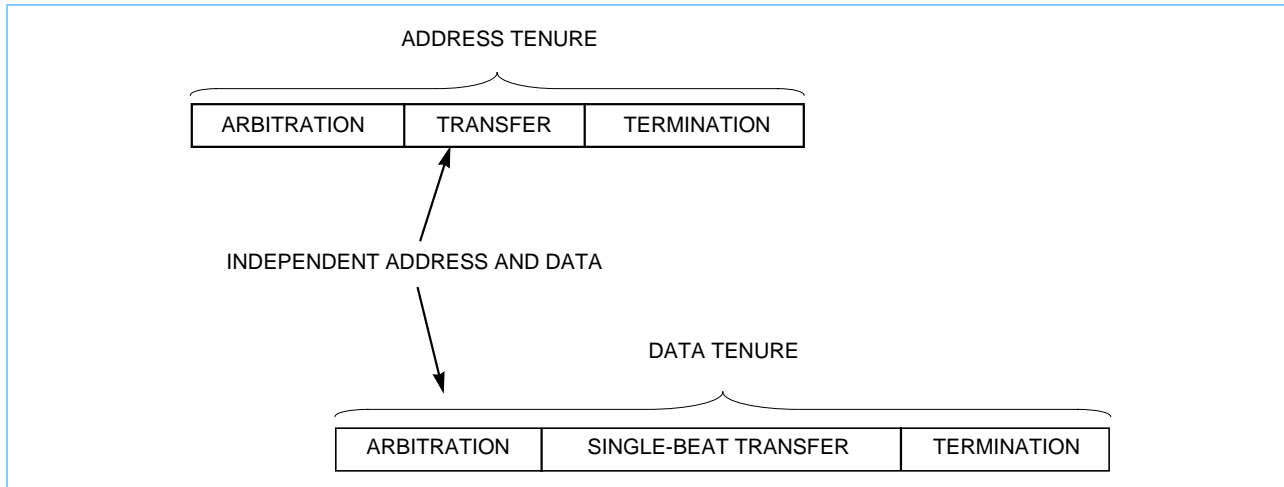 ADDRESS TENURE
ARBITRATION TRANSFER TERMINATION
INDEPENDENT ADDRESS AND DATA
DATA TENURE
ARBITRATION SINGLE-BEAT TRANSFER TERMINATION